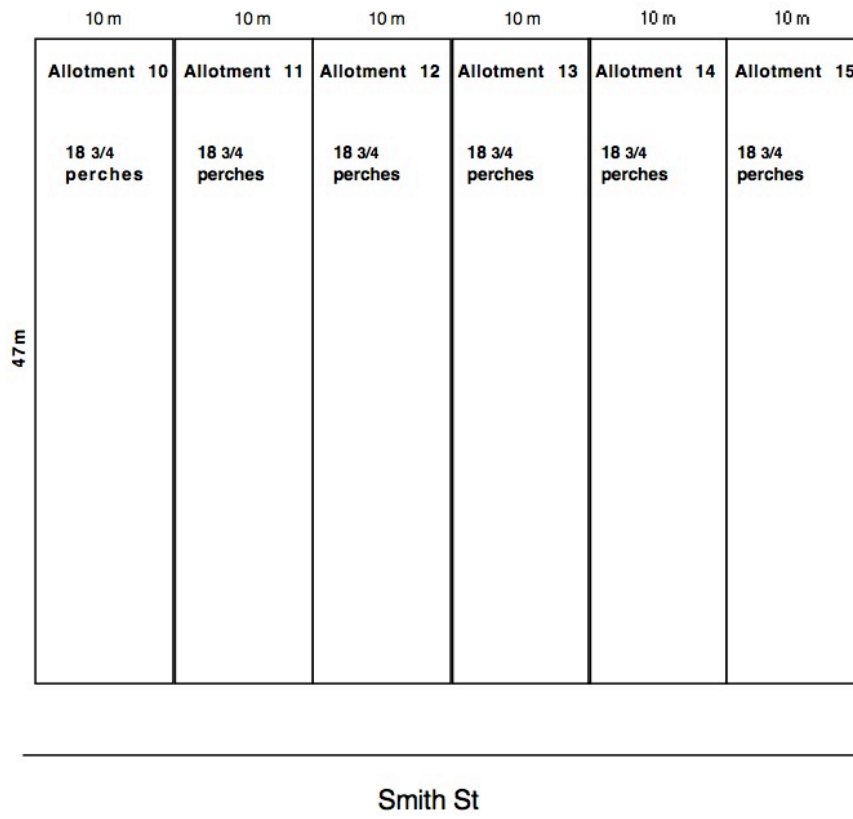 10 m 10 m 10 m 10 m 10 m 10 m
Allotment 10 Allotment 11 Allotment 12 Allotment 13 Allotment 14 Allotment 15
18 3/4 18 3/4 18 3/4 18 3/4 18 3/4 18 3/4
perches perches perches perches perches perches
47m
Smith St